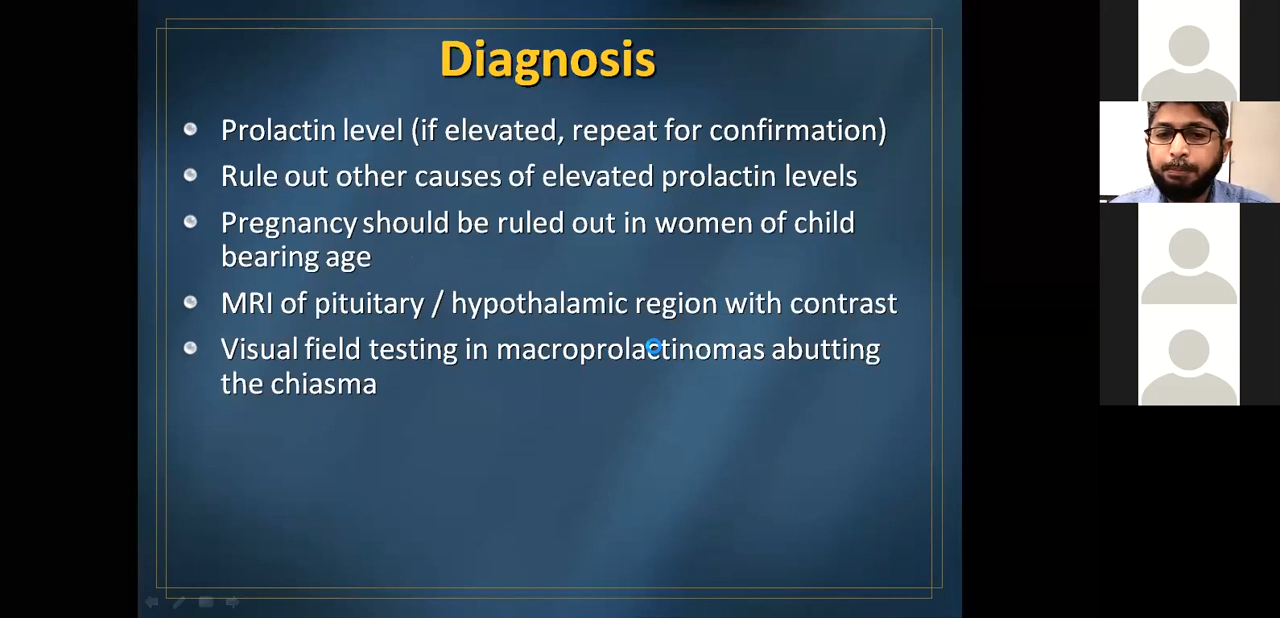 Diagnosis
Prolactin level (if elevated, repeat for confirmation)
Rule out other causes of elevated prolactin levels
Pregnancy should be ruled out in women of child
bearing age
MRI of pituitary / hypothalamic region with contrast
Visual field testing in macroprolactinomas abutting
the chiasma